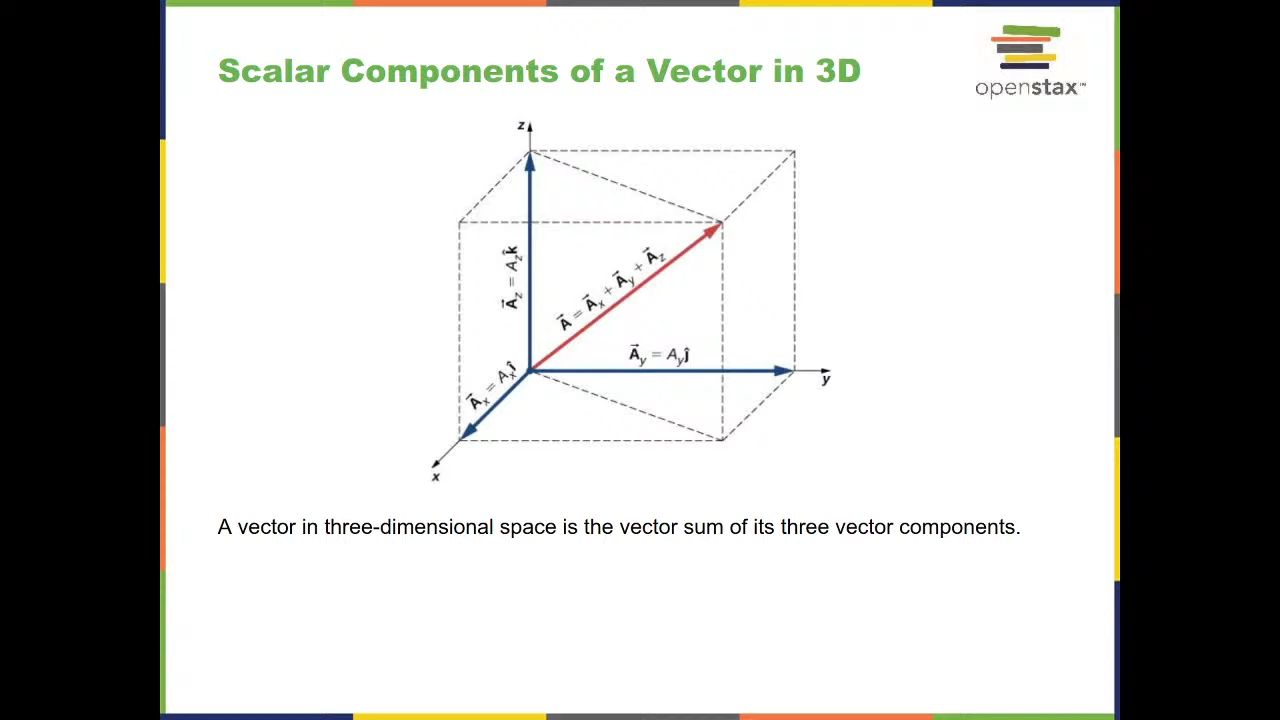 Scalar Components of a Vector in 3D
openstax™
z
A⃗z = Azk̂
A⃗ = A⃗x + A⃗y + A⃗z
A⃗y = Ayĵ
A⃗x = Axî
y
x
A vector in three-dimensional space is the vector sum of its three vector components.